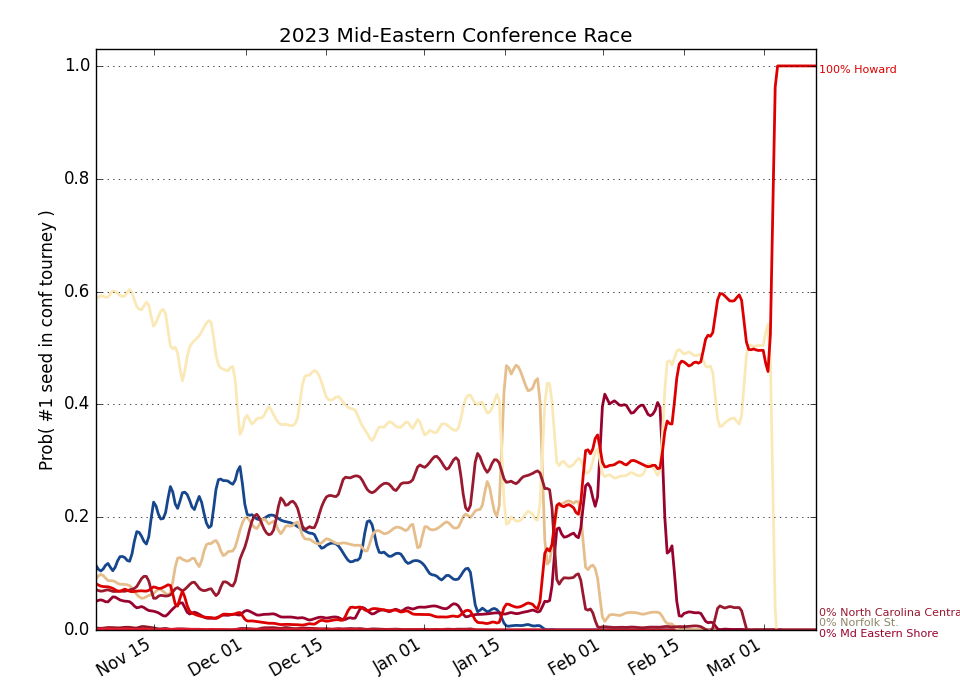 2023 Mid-Eastern Conference Race
Prob( #1 seed in conf tourney )
1.0
0.8
0.6
0.4
0.2
0.0
Nov 15
Dec 01
Dec 15
Jan 01
Jan 15
Feb 01
Feb 15
Mar 01
100% Howard
0% North Carolina Centra
0% Norfolk St.
0% Md Eastern Shore